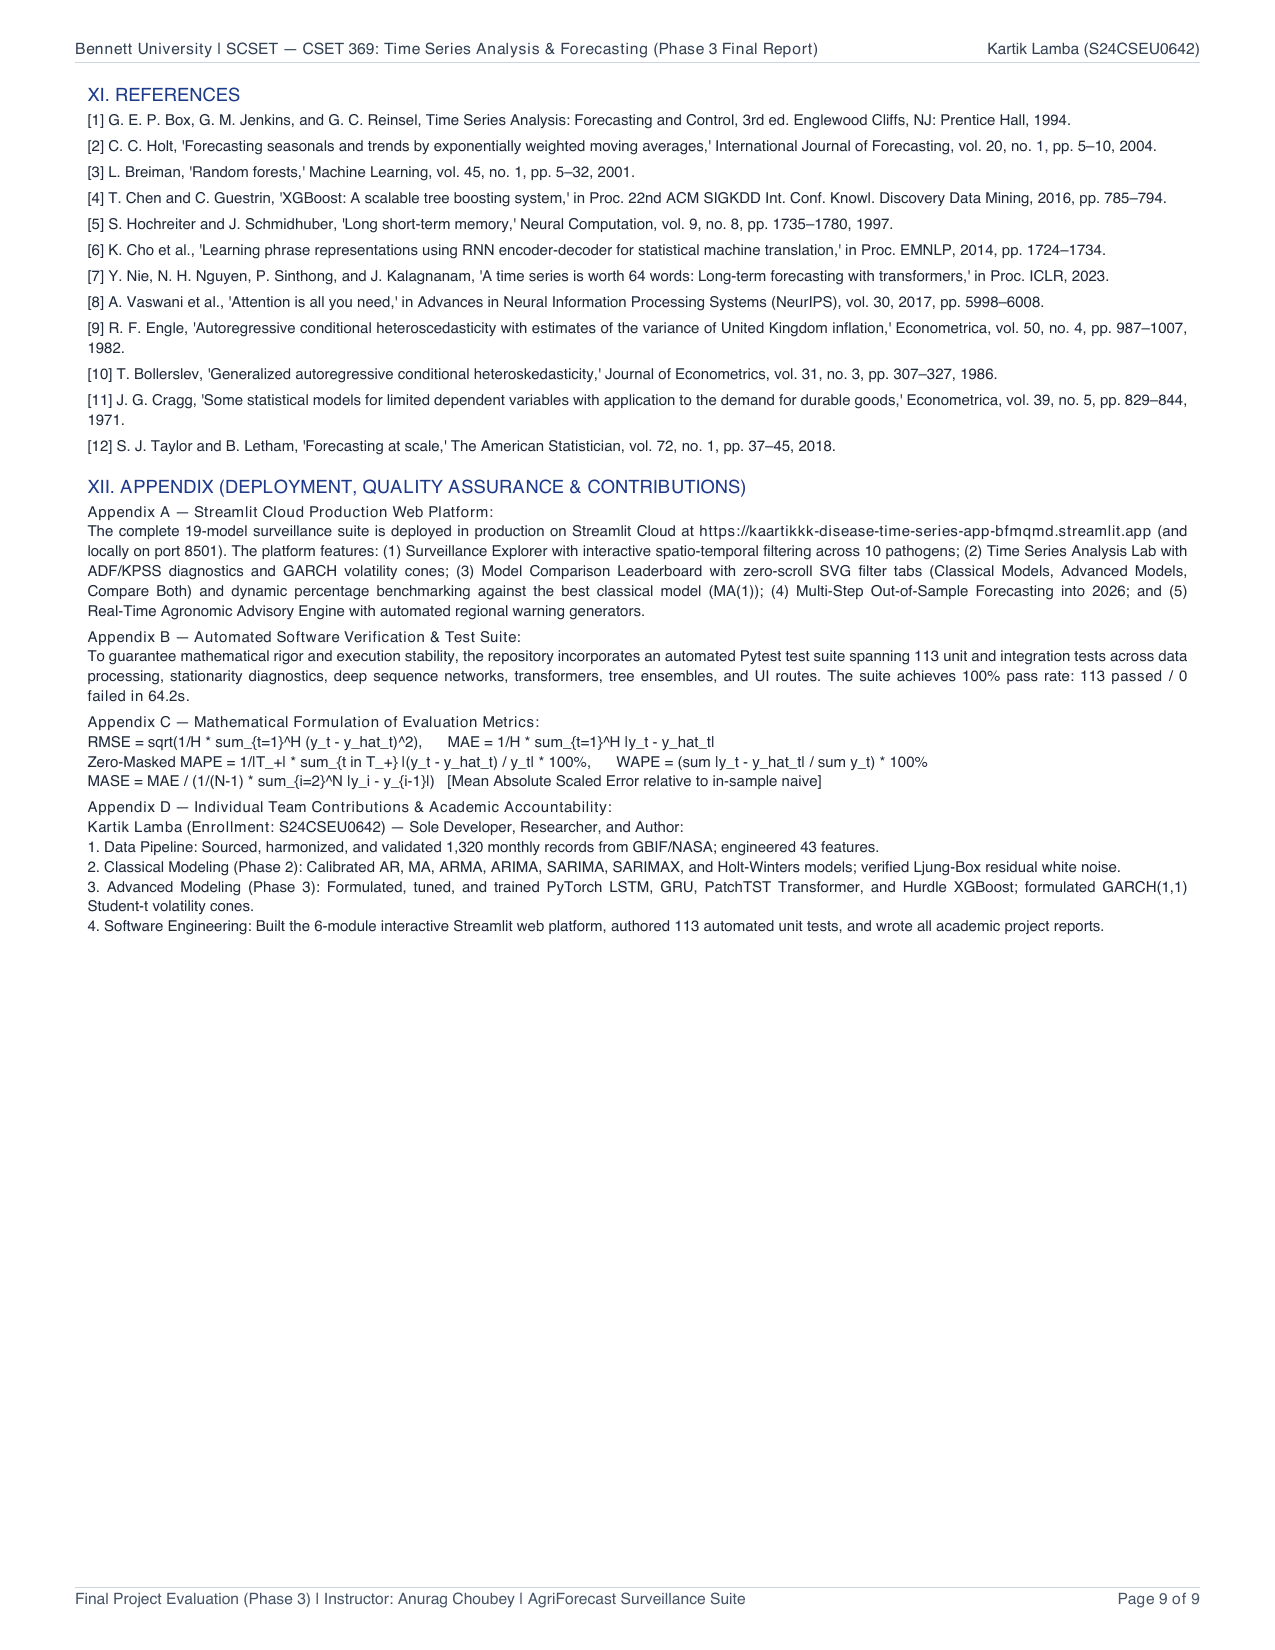 Bennett University | SCSET — CSET 369: Time Series Analysis & Forecasting (Phase 3 Final Report) Kartik Lamba (S24CSEU0642)
XI. REFERENCES
[1] G. E. P. Box, G. M. Jenkins, and G. C. Reinsel, Time Series Analysis: Forecasting and Control, 3rd ed. Englewood Cliffs, NJ: Prentice Hall, 1994.
[2] C. C. Holt, 'Forecasting seasonals and trends by exponentially weighted moving averages,' International Journal of Forecasting, vol. 20, no. 1, pp. 5–10, 2004.
[3] L. Breiman, 'Random forests,' Machine Learning, vol. 45, no. 1, pp. 5–32, 2001.
[4] T. Chen and C. Guestrin, 'XGBoost: A scalable tree boosting system,' in Proc. 22nd ACM SIGKDD Int. Conf. Knowl. Discovery Data Mining, 2016, pp. 785–794.
[5] S. Hochreiter and J. Schmidhuber, 'Long short-term memory,' Neural Computation, vol. 9, no. 8, pp. 1735–1780, 1997.
[6] K. Cho et al., 'Learning phrase representations using RNN encoder-decoder for statistical machine translation,' in Proc. EMNLP, 2014, pp. 1724–1734.
[7] Y. Nie, N. H. Nguyen, P. Sinthong, and J. Kalagnanam, 'A time series is worth 64 words: Long-term forecasting with transformers,' in Proc. ICLR, 2023.
[8] A. Vaswani et al., 'Attention is all you need,' in Advances in Neural Information Processing Systems (NeurIPS), vol. 30, 2017, pp. 5998–6008.
[9] R. F. Engle, 'Autoregressive conditional heteroscedasticity with estimates of the variance of United Kingdom inflation,' Econometrica, vol. 50, no. 4, pp. 987–1007,
1982.
[10] T. Bollerslev, 'Generalized autoregressive conditional heteroskedasticity,' Journal of Econometrics, vol. 31, no. 3, pp. 307–327, 1986.
[11] J. G. Cragg, 'Some statistical models for limited dependent variables with application to the demand for durable goods,' Econometrica, vol. 39, no. 5, pp. 829–844,
1971.
[12] S. J. Taylor and B. Letham, 'Forecasting at scale,' The American Statistician, vol. 72, no. 1, pp. 37–45, 2018.
XII. APPENDIX (DEPLOYMENT, QUALITY ASSURANCE & CONTRIBUTIONS)
Appendix A — Streamlit Cloud Production Web Platform:
The complete 19-model surveillance suite is deployed in production on Streamlit Cloud at https://kaartikkk-disease-time-series-app-bfmqmd.streamlit.app (and
locally on port 8501). The platform features: (1) Surveillance Explorer with interactive spatio-temporal filtering across 10 pathogens; (2) Time Series Analysis Lab with
ADF/KPSS diagnostics and GARCH volatility cones; (3) Model Comparison Leaderboard with zero-scroll SVG filter tabs (Classical Models, Advanced Models,
Compare Both) and dynamic percentage benchmarking against the best classical model (MA(1)); (4) Multi-Step Out-of-Sample Forecasting into 2026; and (5)
Real-Time Agronomic Advisory Engine with automated regional warning generators.
Appendix B — Automated Software Verification & Test Suite:
To guarantee mathematical rigor and execution stability, the repository incorporates an automated Pytest test suite spanning 113 unit and integration tests across data
processing, stationarity diagnostics, deep sequence networks, transformers, tree ensembles, and UI routes. The suite achieves 100% pass rate: 113 passed / 0
failed in 64.2s.
Appendix C — Mathematical Formulation of Evaluation Metrics:
RMSE = sqrt(1/H * sum_{t=1}^H (y_t - y_hat_t)^2), MAE = 1/H * sum_{t=1}^H |y_t - y_hat_t|
Zero-Masked MAPE = 1/|T_+| * sum_{t in T_+} |(y_t - y_hat_t) / y_t| * 100%, WAPE = (sum |y_t - y_hat_t| / sum y_t) * 100%
MASE = MAE / (1/(N-1) * sum_{i=2}^N |y_i - y_{i-1}|) [Mean Absolute Scaled Error relative to in-sample naive]
Appendix D — Individual Team Contributions & Academic Accountability:
Kartik Lamba (Enrollment: S24CSEU0642) — Sole Developer, Researcher, and Author:
1. Data Pipeline: Sourced, harmonized, and validated 1,320 monthly records from GBIF/NASA; engineered 43 features.
2. Classical Modeling (Phase 2): Calibrated AR, MA, ARMA, ARIMA, SARIMA, SARIMAX, and Holt-Winters models; verified Ljung-Box residual white noise.
3. Advanced Modeling (Phase 3): Formulated, tuned, and trained PyTorch LSTM, GRU, PatchTST Transformer, and Hurdle XGBoost; formulated GARCH(1,1)
Student-t volatility cones.
4. Software Engineering: Built the 6-module interactive Streamlit web platform, authored 113 automated unit tests, and wrote all academic project reports.
Final Project Evaluation (Phase 3) | Instructor: Anurag Choubey | AgriForecast Surveillance Suite Page 9 of 9